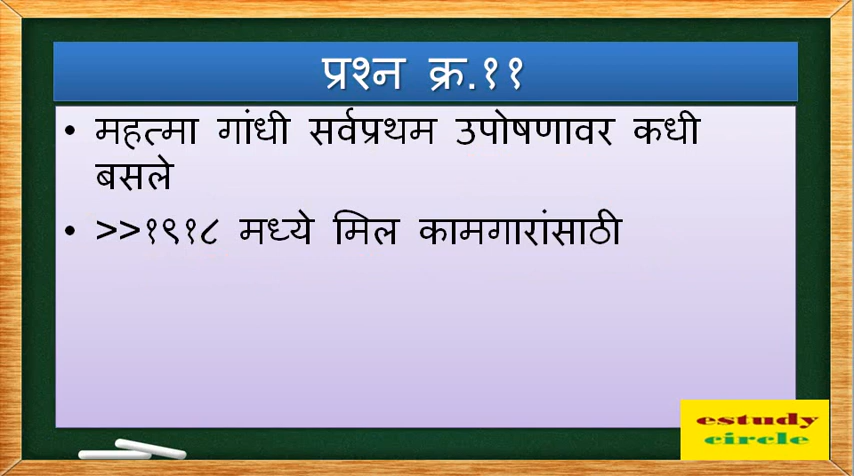 प्रश्न क्र.११
• महत्मा गांधी सर्वप्रथम उपोषणावर कधी
बसले
• >>१९१८ मध्ये मिल कामगारांसाठी
estudy
circle